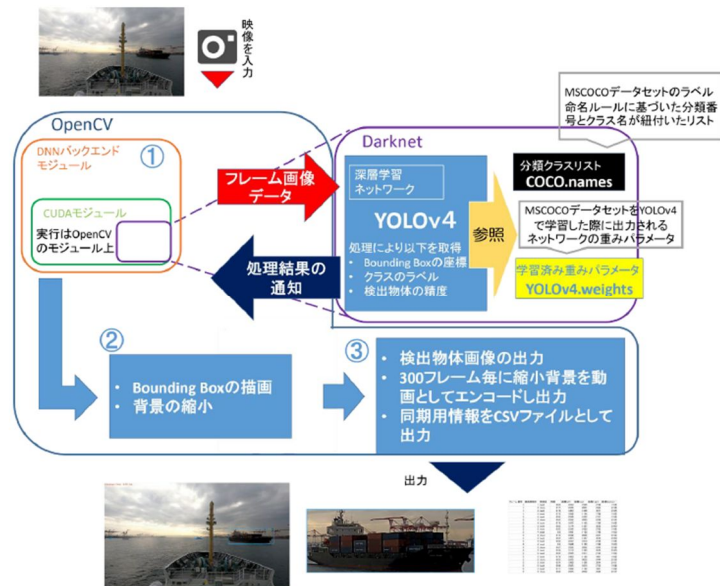 映像を入力
MSCOCOデータセットのラベル
命名ルールに基づいた分類番
号とクラス名が紐付いたリスト
OpenCV
Darknet
DNNバックエンド
モジュール
①
CUDAモジュール
実行はOpenCV
のモジュール上
フレーム画像
データ
処理結果の
通知
深層学習
ネットワーク
YOLOv4
処理により以下を取得
• Bounding Boxの座標
• クラスのラベル
• 検出物体の精度
参照
分類クラスリスト
COCO.names
MSCOCOデータセットをYOLOv4
で学習した際に出力される
ネットワークの重みパラメータ
学習済み重みパラメータ
YOLOv4.weights
②
• Bounding Boxの描画
• 背景の縮小
③
• 検出物体画像の出力
• 300フレーム毎に縮小背景を動
画としてエンコードし出力
• 同期用情報をCSVファイルとして
出力
出力